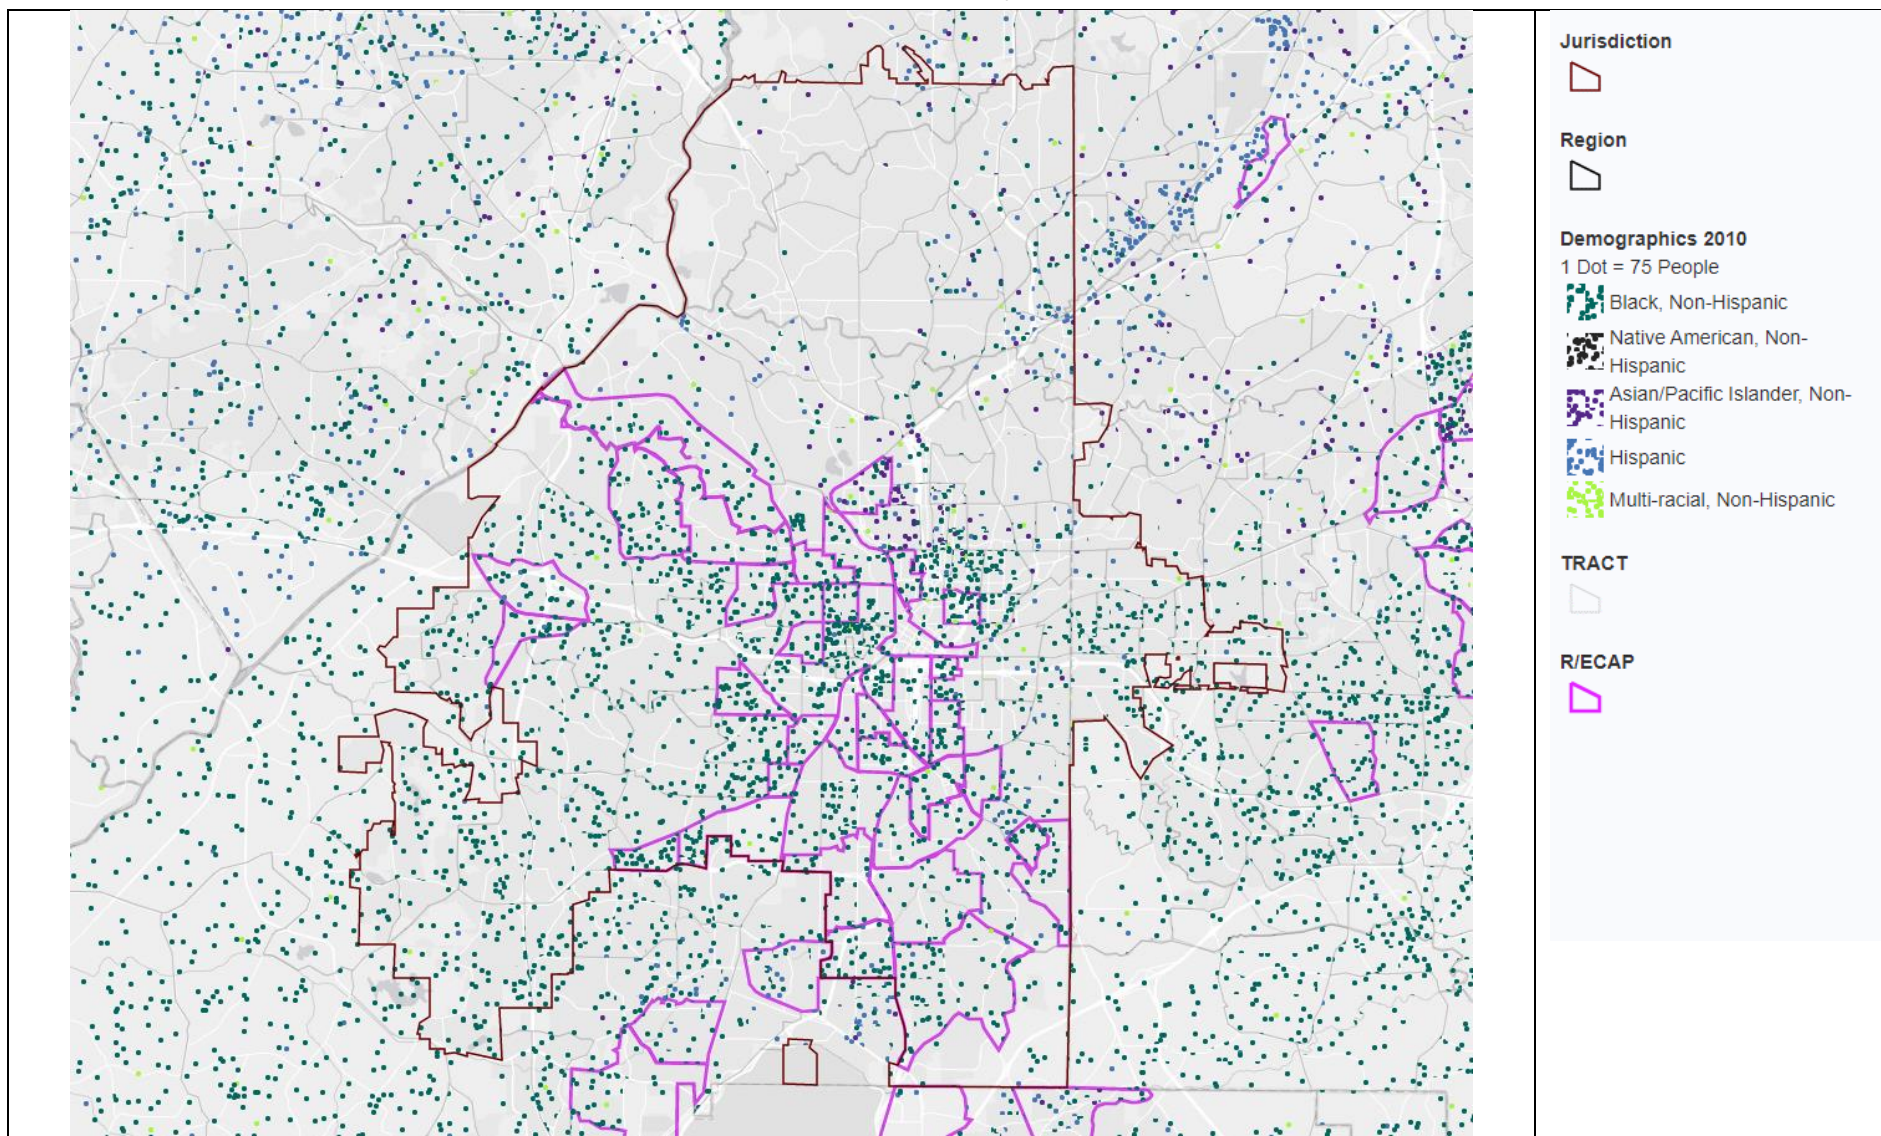 Jurisdiction
Region
Demographics 2010
1 Dot = 75 People
Black, Non-Hispanic
Native American, Non-
Hispanic
Asian/Pacific Islander, Non-
Hispanic
Hispanic
Multi-racial, Non-Hispanic
TRACT
R/ECAP